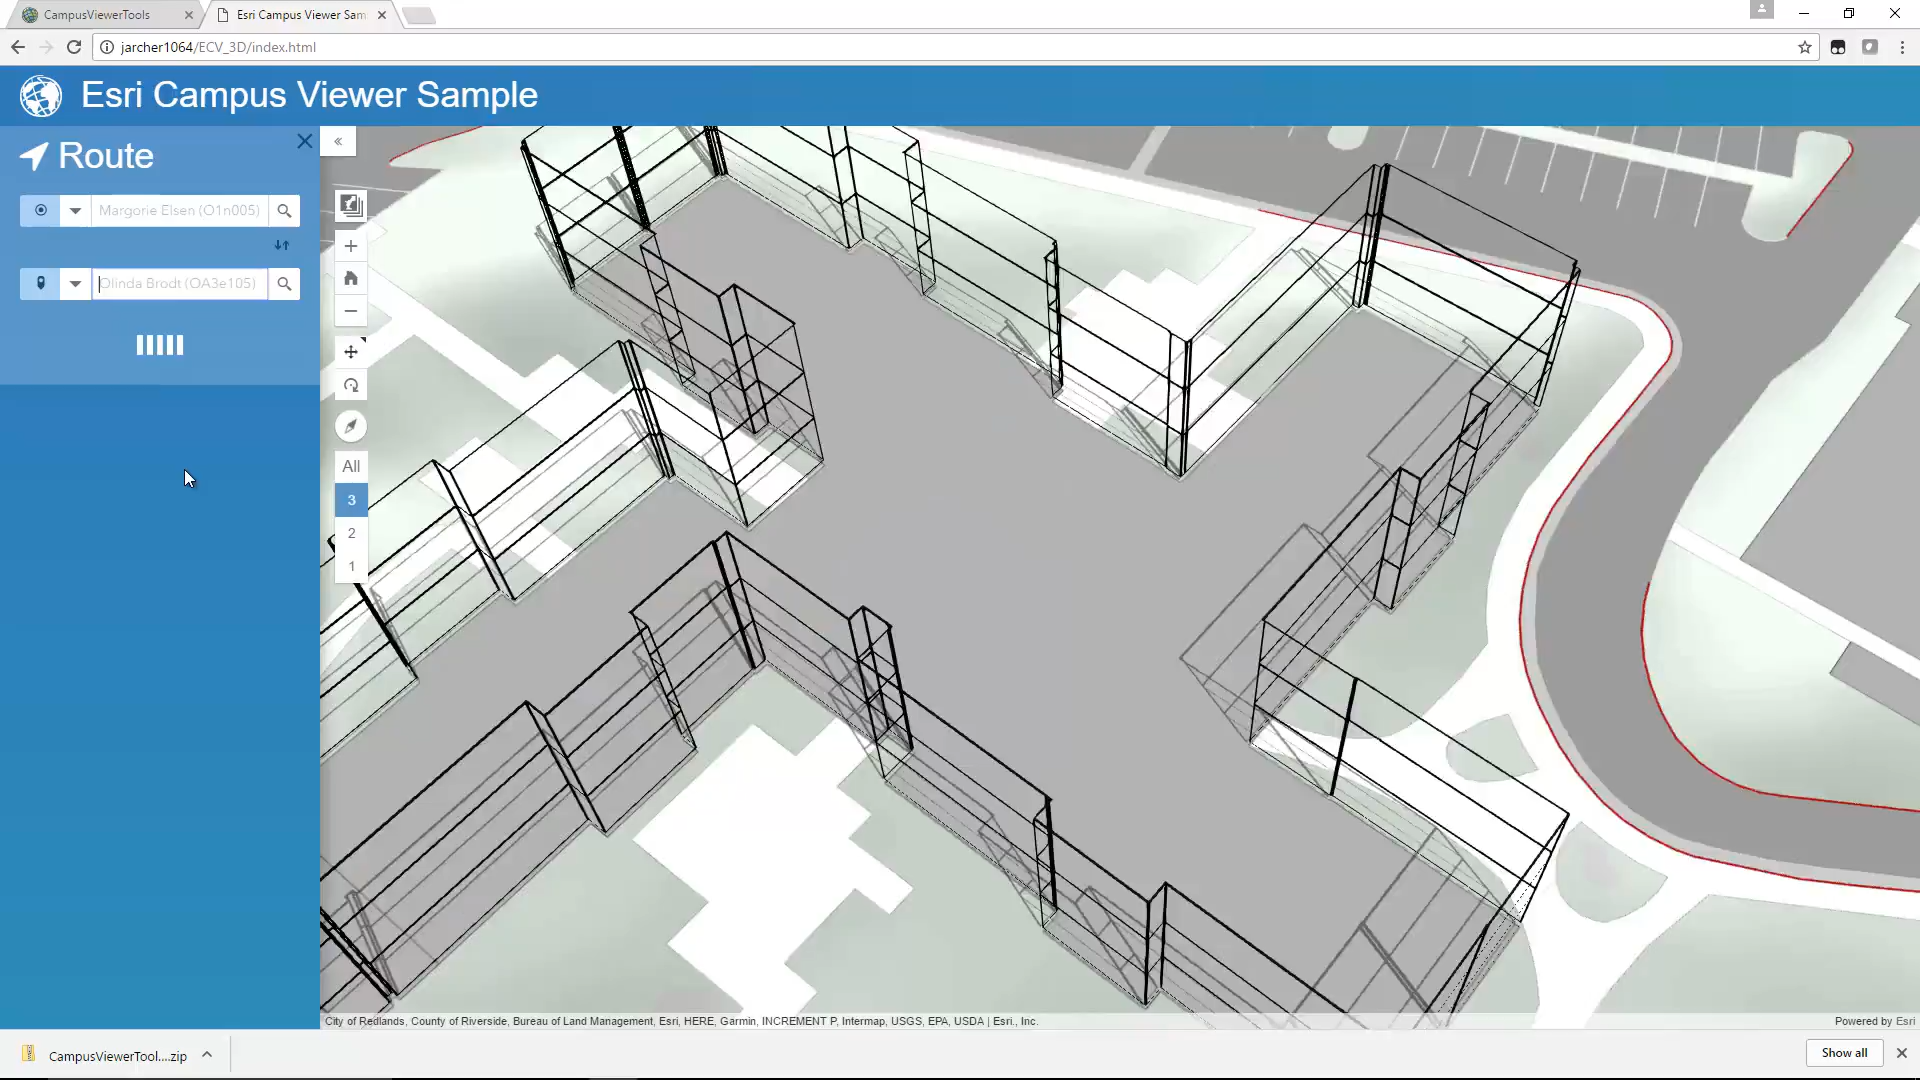 CampusViewerTools
Esri Campus Viewer Sam
jarcher1064/ECV_3D/index.html
Esri Campus Viewer Sample
Route
Margorie Elsen (O1n005)
Olinda Brodt (OA3e105)
All
3
2
1
City of Redlands, County of Riverside, Bureau of Land Management, Esri, HERE, Garmin, INCREMENT P, Intermap, USGS, EPA, USDA | Esri., Inc.
Powered by Esri
CampusViewerTool....zip
Show all